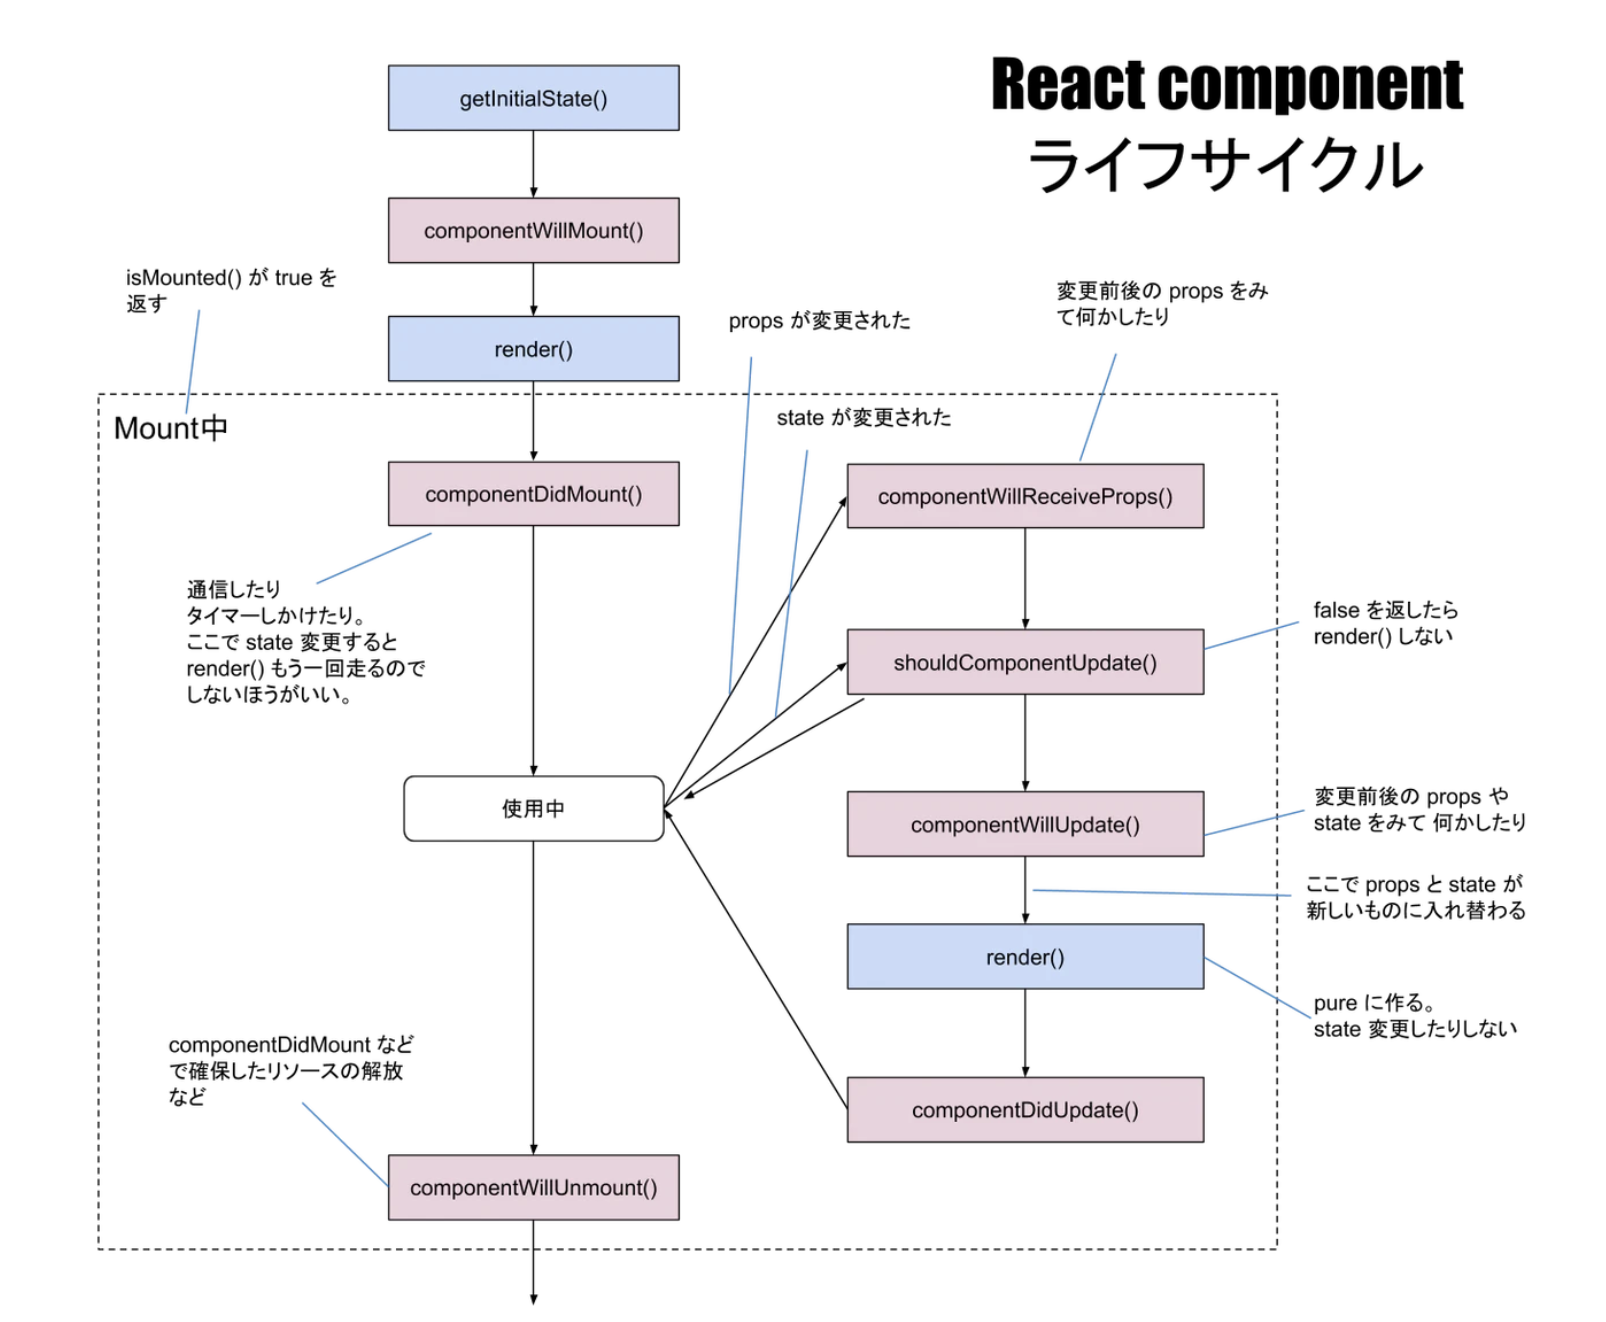 React component
ライフサイクル
getInitialState()
componentWillMount()
isMounted() が true を
返す
render()
props が変更された
変更前後の props をみ
て何かしたり
Mount中
state が変更された
componentDidMount()
componentWillReceiveProps()
通信したり
タイマーしかけたり。
ここで state 変更すると
render() もう一回走るので
しないほうがいい。
shouldComponentUpdate()
false を返したら
render() しない
使用中
componentWillUpdate()
変更前後の props や
state をみて 何かしたり
ここで props と state が
新しいものに入れ替わる
render()
pure に作る。
state 変更したりしない
componentDidMount など
で確保したリソースの解放
など
componentDidUpdate()
componentWillUnmount()